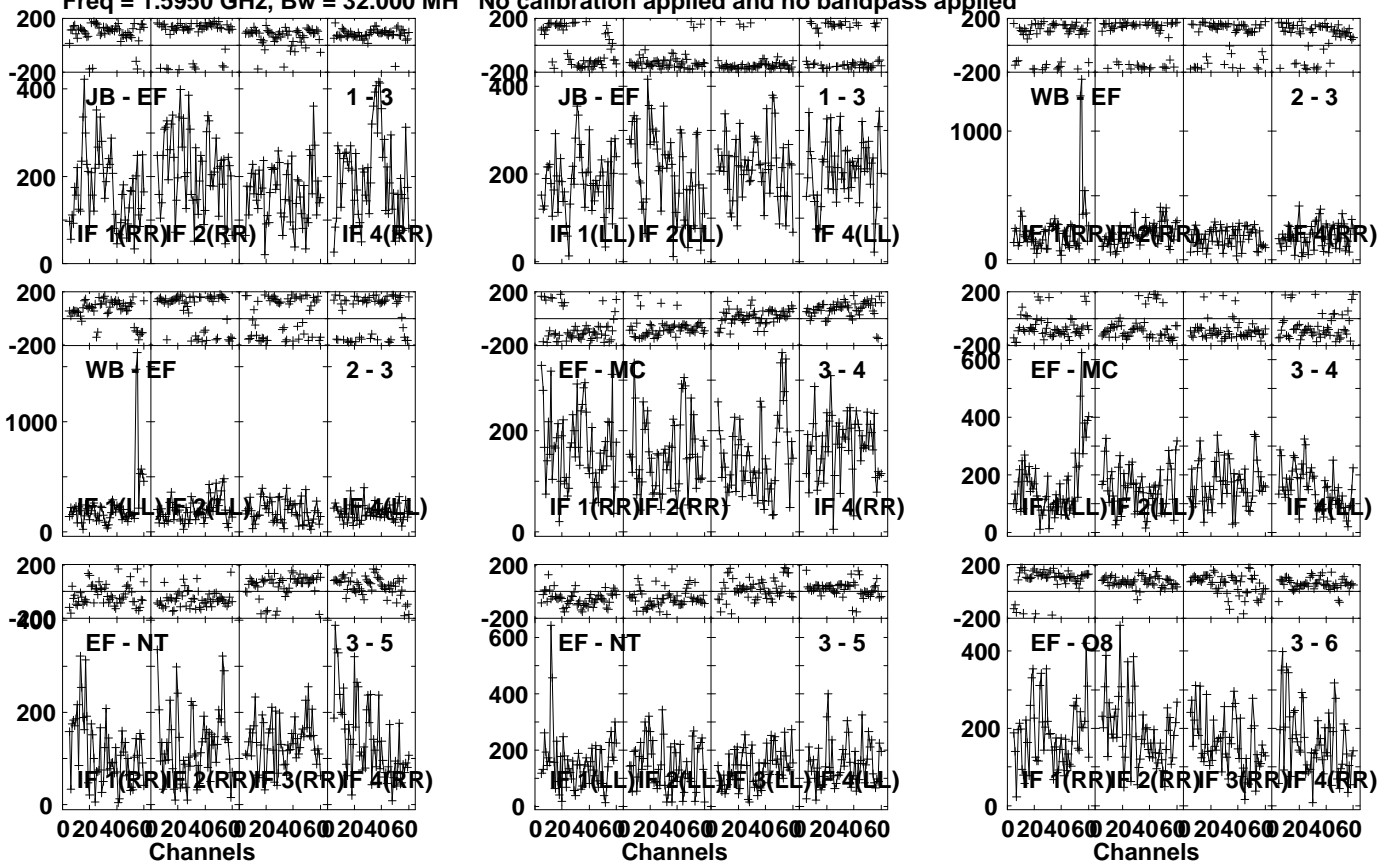 Freq = 1.5950 GHz, Bw = 32.000 MH No calibration applied and no bandpass applied
200
-200
400
200
0
JB - EF 1 - 3
IF 1(RR) IF 2(RR) IF 4(RR)
200
-200
400
200
0
JB - EF 1 - 3
IF 1(LL) IF 2(LL) IF 4(LL)
200
-200
1000
0
WB - EF 2 - 3
IF 1(RR) IF 2(RR) IF 4(RR)
200
-200
1000
0
WB - EF 2 - 3
IF 1(LL) IF 2(LL) IF 4(LL)
200
-200
200
0
EF - MC 3 - 4
IF 1(RR) IF 2(RR) IF 4(RR)
200
-200
600
400
200
0
EF - MC 3 - 4
IF 1(LL) IF 2(LL) IF 4(LL)
200
-200
400
200
0
EF - NT 3 - 5
IF 1(RR) IF 2(RR) IF 3(RR) IF 4(RR)
0 20 40 60 0 20 40 60 0 20 40 60 0 20 40 60
Channels
200
-200
600
400
200
0
EF - NT 3 - 5
IF 1(LL) IF 2(LL) IF 3(LL) IF 4(LL)
0 20 40 60 0 20 40 60 0 20 40 60 0 20 40 60
Channels
200
-200
400
200
0
EF - O8 3 - 6
IF 1(RR) IF 2(RR) IF 3(RR) IF 4(RR)
0 20 40 60 0 20 40 60 0 20 40 60 0 20 40 60
Channels